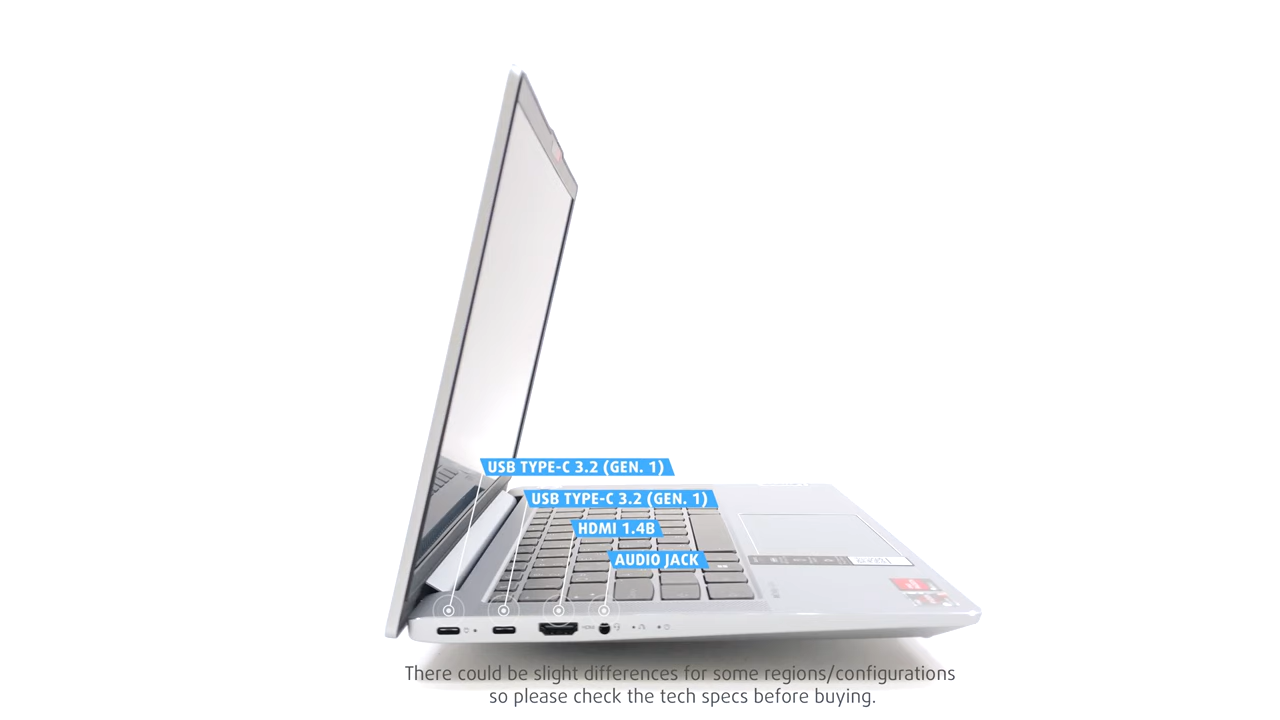 USB TYPE-C 3.2 (GEN. 1)
USB TYPE-C 3.2 (GEN. 1)
HDMI 1.4B
AUDIO JACK
HDMI
There could be slight differences for some regions/configurations
so please check the tech specs before buying.